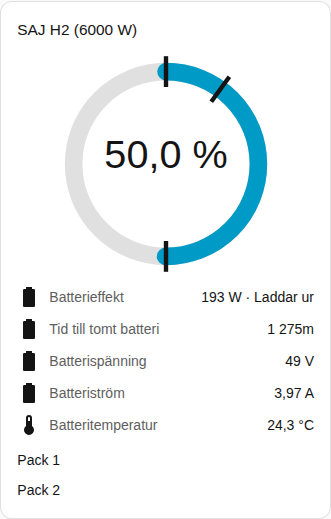 SAJ H2 (6000 W)
50,0 %
Batterieffekt 193 W · Laddar ur
Tid till tomt batteri 1 275m
Batterispänning 49 V
Batteriström 3,97 A
Batteritemperatur 24,3 °C
Pack 1
Pack 2